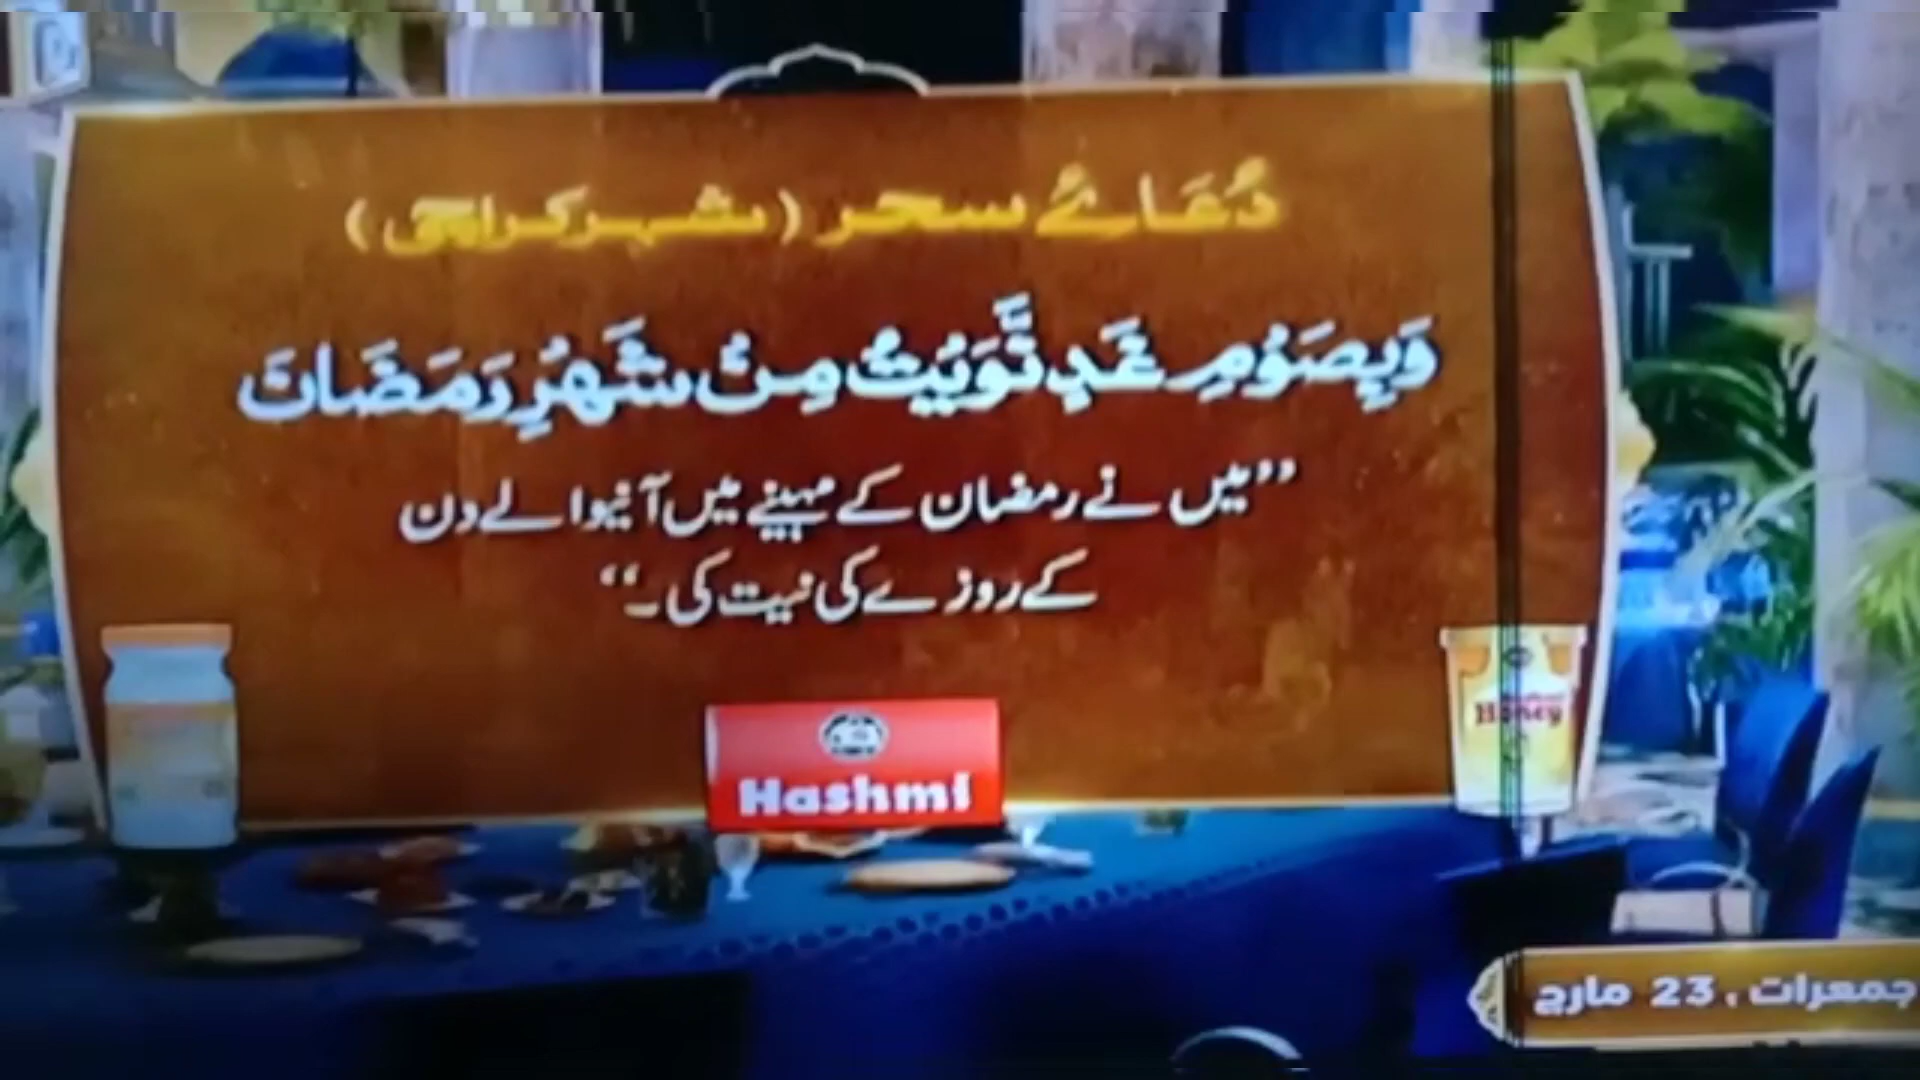 دُعَائے سحر (شہر کراچی)
وَبِصَوْمِ غَدٍ نَّوَيْتُ مِنْ شَهْرِ رَمَضَانَ
”میں نے رمضان کے مہینے میں آنیوالے دن
کے روزے کی نیت کی۔“
Honey
Hashmi
جمعرات، 23 مارچ